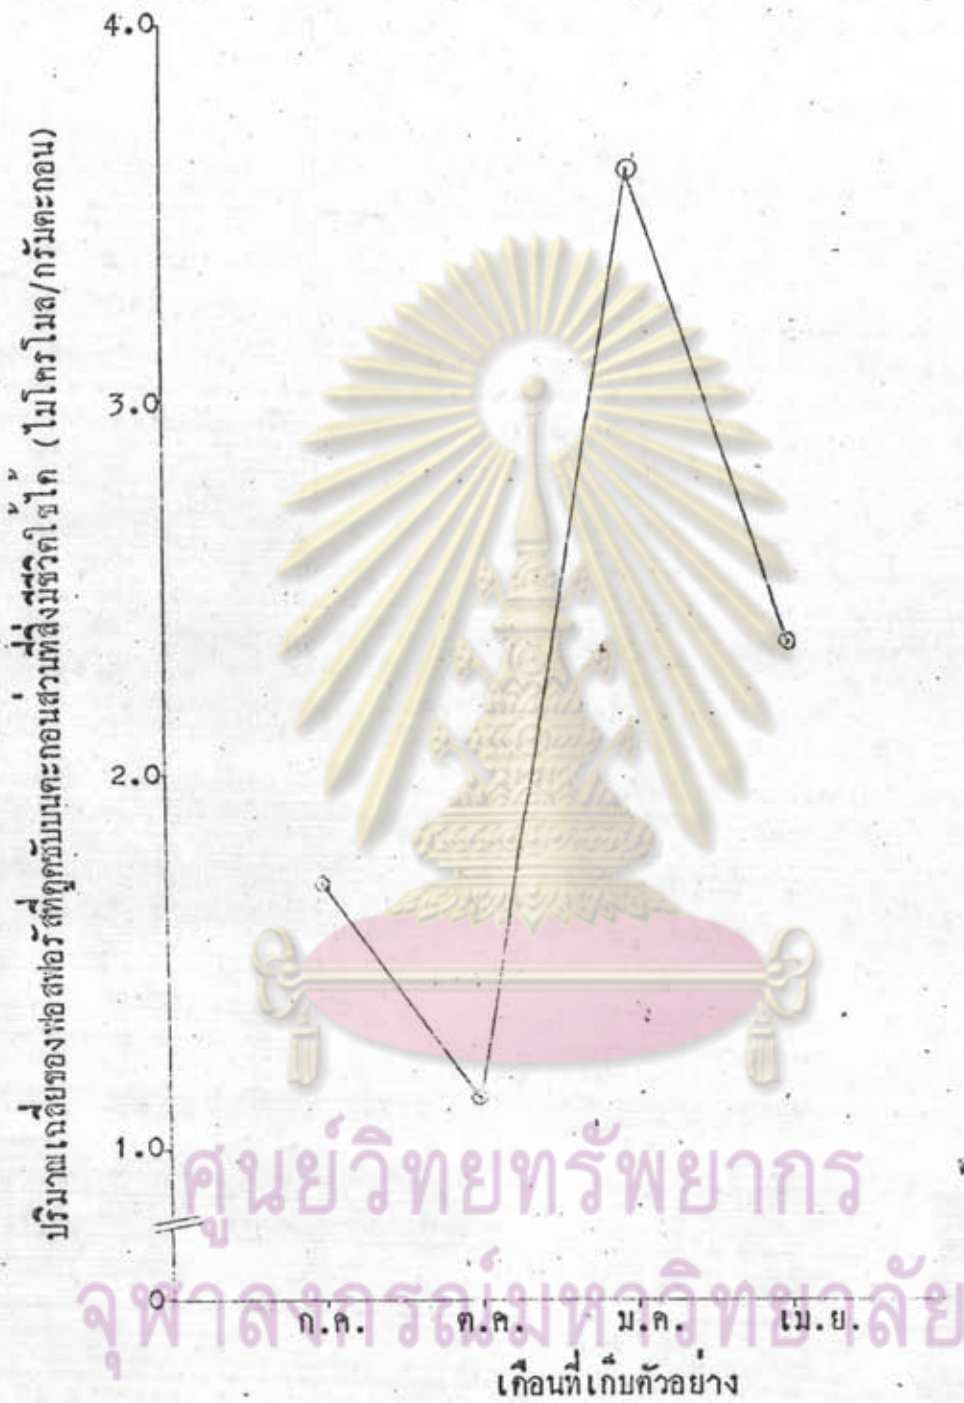 4.0
3.0
2.0
1.0
0
ปริมาณเฉลี่ยของฟอสฟอรัสที่ดูดซับบนตะกอนส่วนที่สิ่งมีชีวิตใช้ได้ (ไมโครโมล/กรัมตะกอน)
ก.ค. ต.ค. ม.ค. เม.ย.
เดือนที่เก็บตัวอย่าง
ศูนย์วิทยทรัพยากร
จุฬาลงกรณ์มหาวิทยาลัย